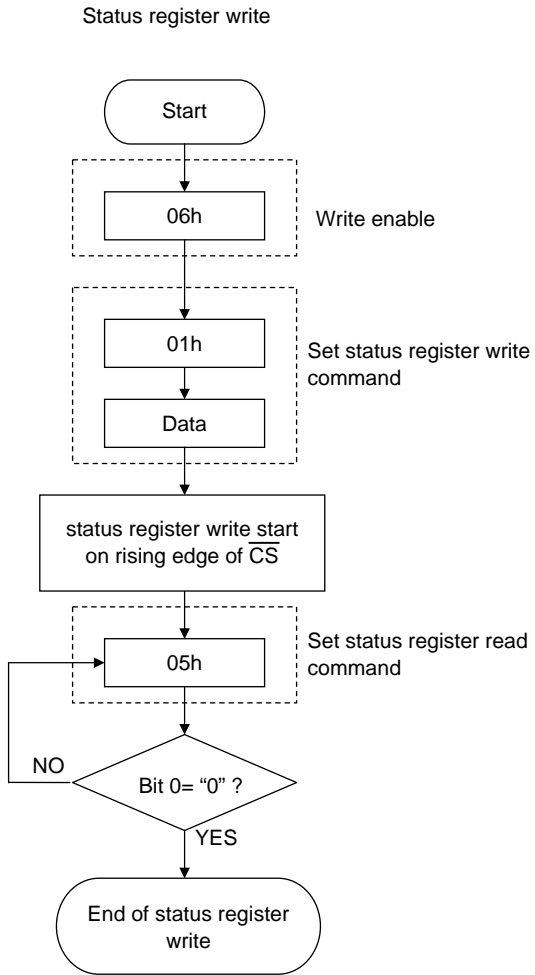 Status register write
Start
06h
Write enable
01h
Set status register write
command
Data
status register write start
on rising edge of C̅S̅
Set status register read
command
05h
NO
Bit 0= “0” ?
YES
End of status register
write